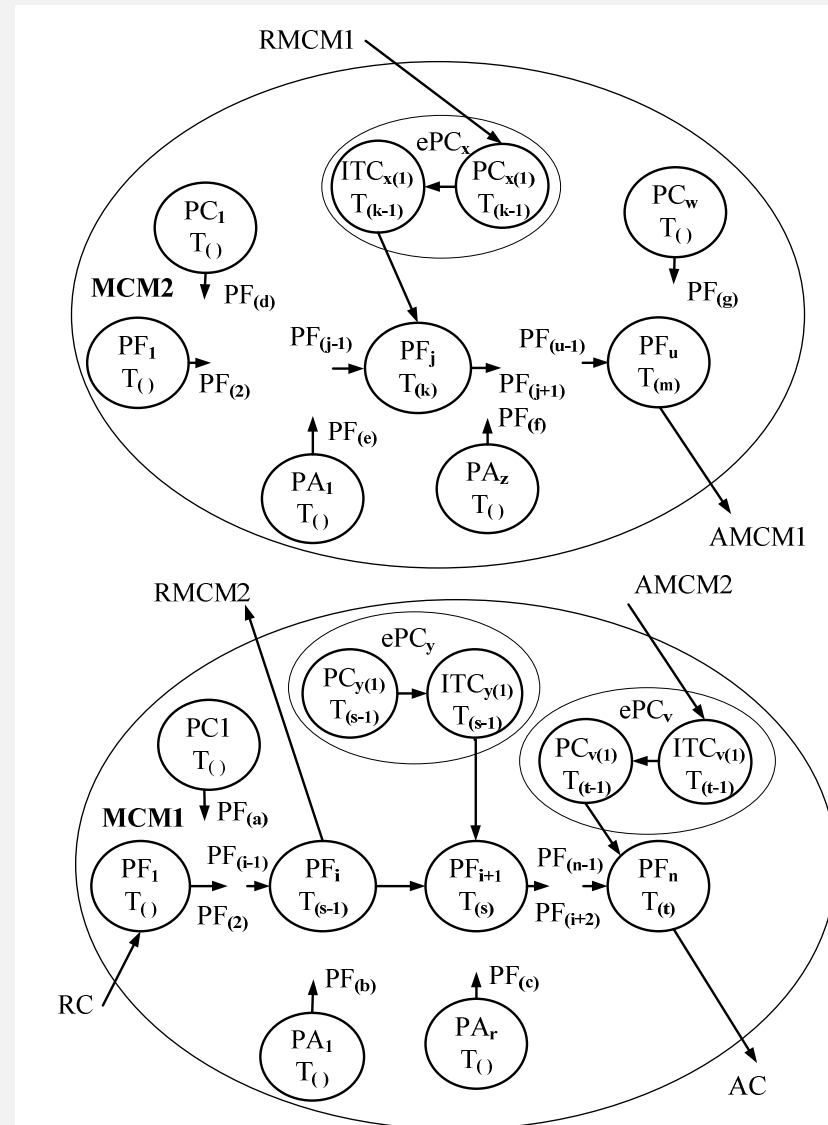 RMCM1
ePCx
ITCx(1)
T(k-1)
PCx(1)
T(k-1)
PC1
T( )
PCw
T( )
MCM2
PF(d)
PF(g)
PF1
T( )
PF(2)
PF(j-1)
PFj
T(k)
PF(j+1)
PF(u-1)
PFu
T(m)
PF(e)
PF(f)
PA1
T( )
PAz
T( )
AMCM1
RMCM2
AMCM2
ePCy
PCy(1)
T(s-1)
ITCy(1)
T(s-1)
ePCv
PCv(1)
T(t-1)
ITCv(1)
T(t-1)
PC1
T( )
MCM1
PF(a)
PF1
T( )
PF(2)
PF(i-1)
PFi
T(s-1)
PFi+1
T(s)
PF(n-1)
PF(i+2)
PFn
T(t)
RC
PF(b)
PF(c)
PA1
T( )
PAr
T( )
AC